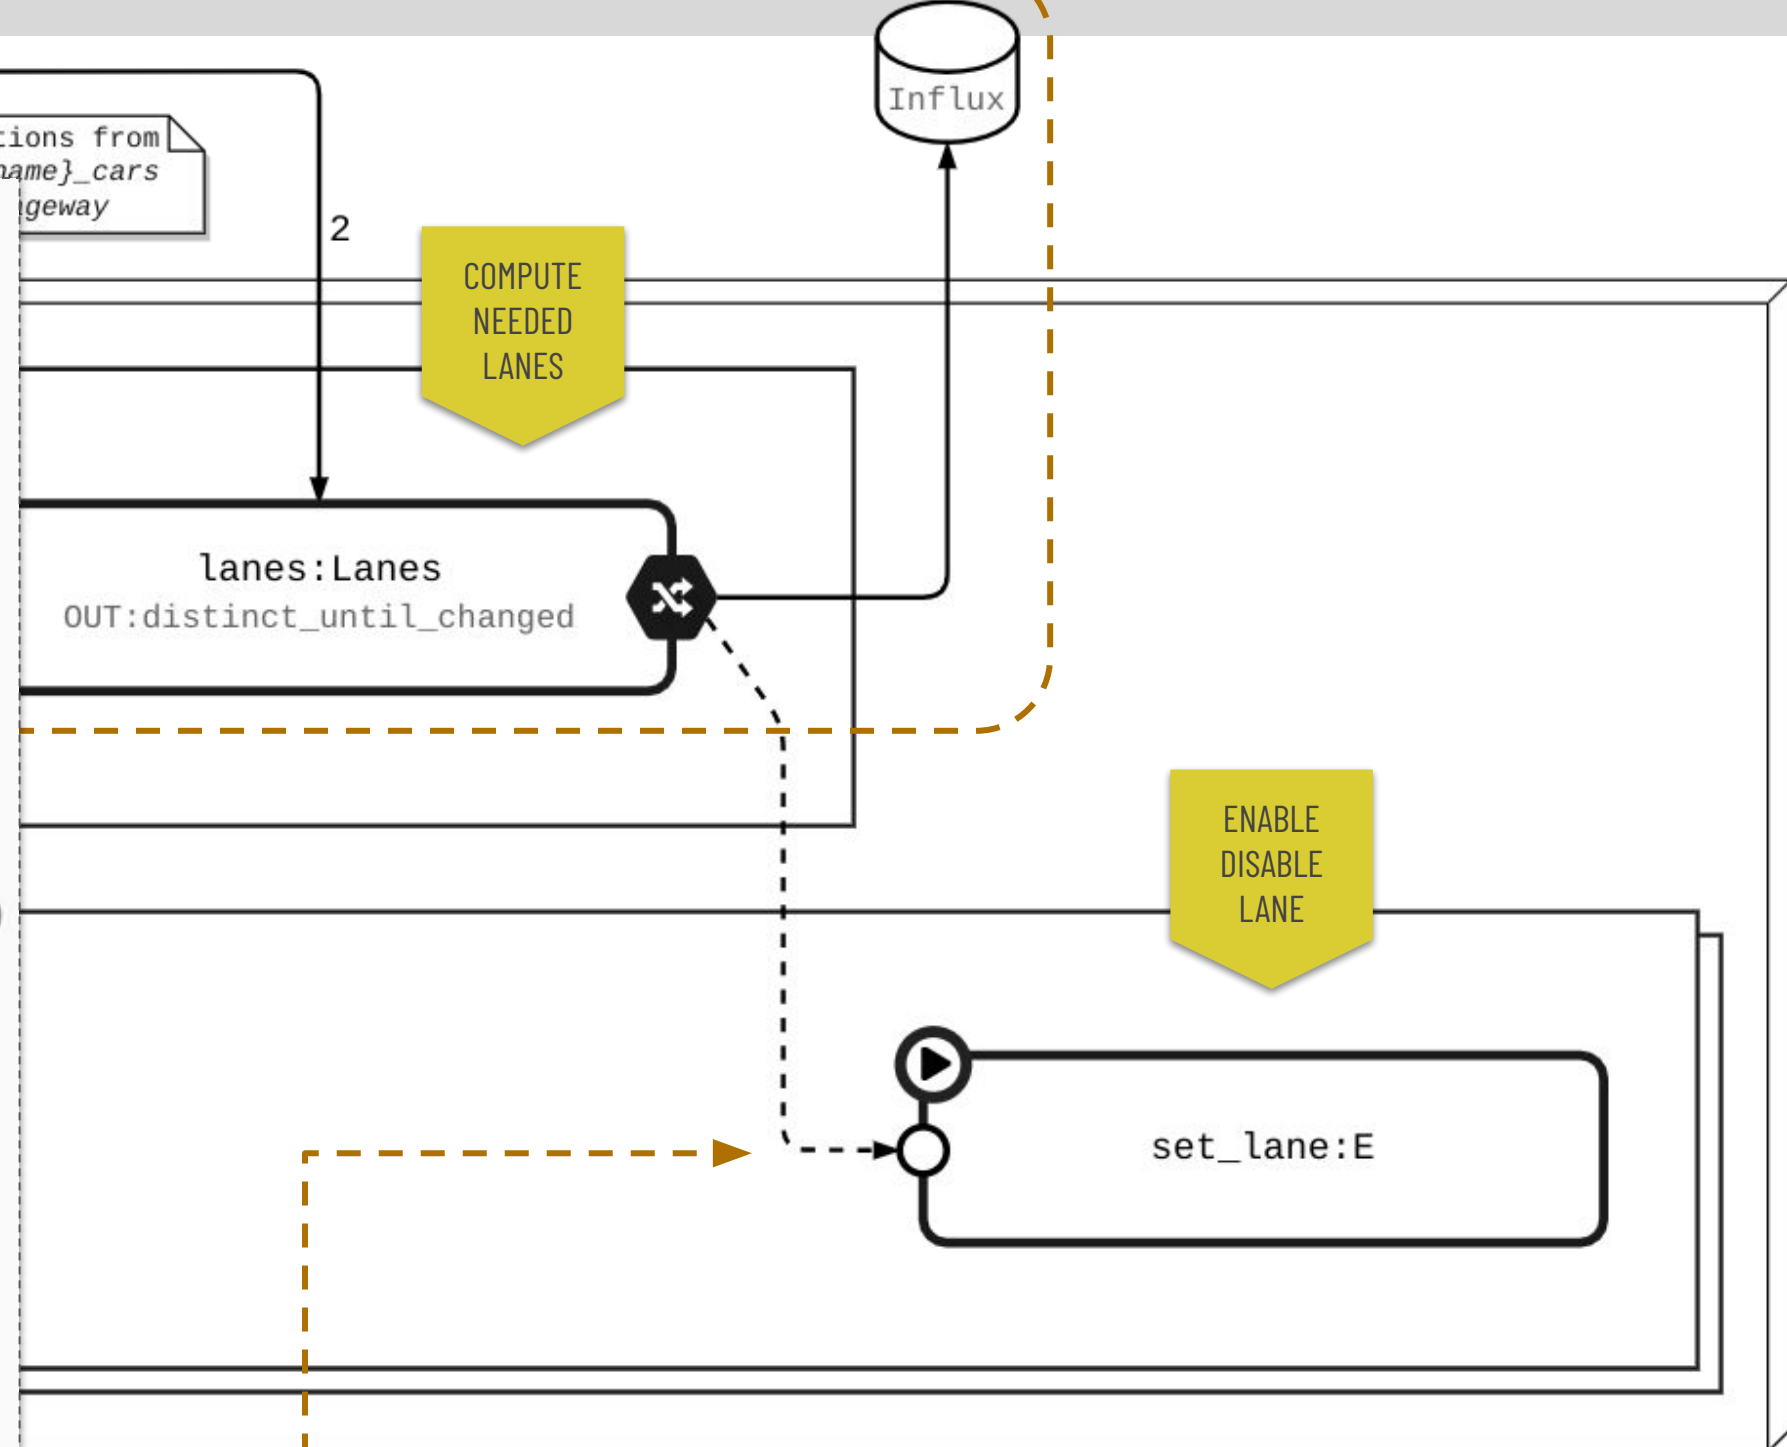 Influx
tions from
name}_cars
geway
2
COMPUTE
NEEDED
LANES
lanes:Lanes
OUT:distinct_until_changed
ENABLE
DISABLE
LANE
set_lane:E